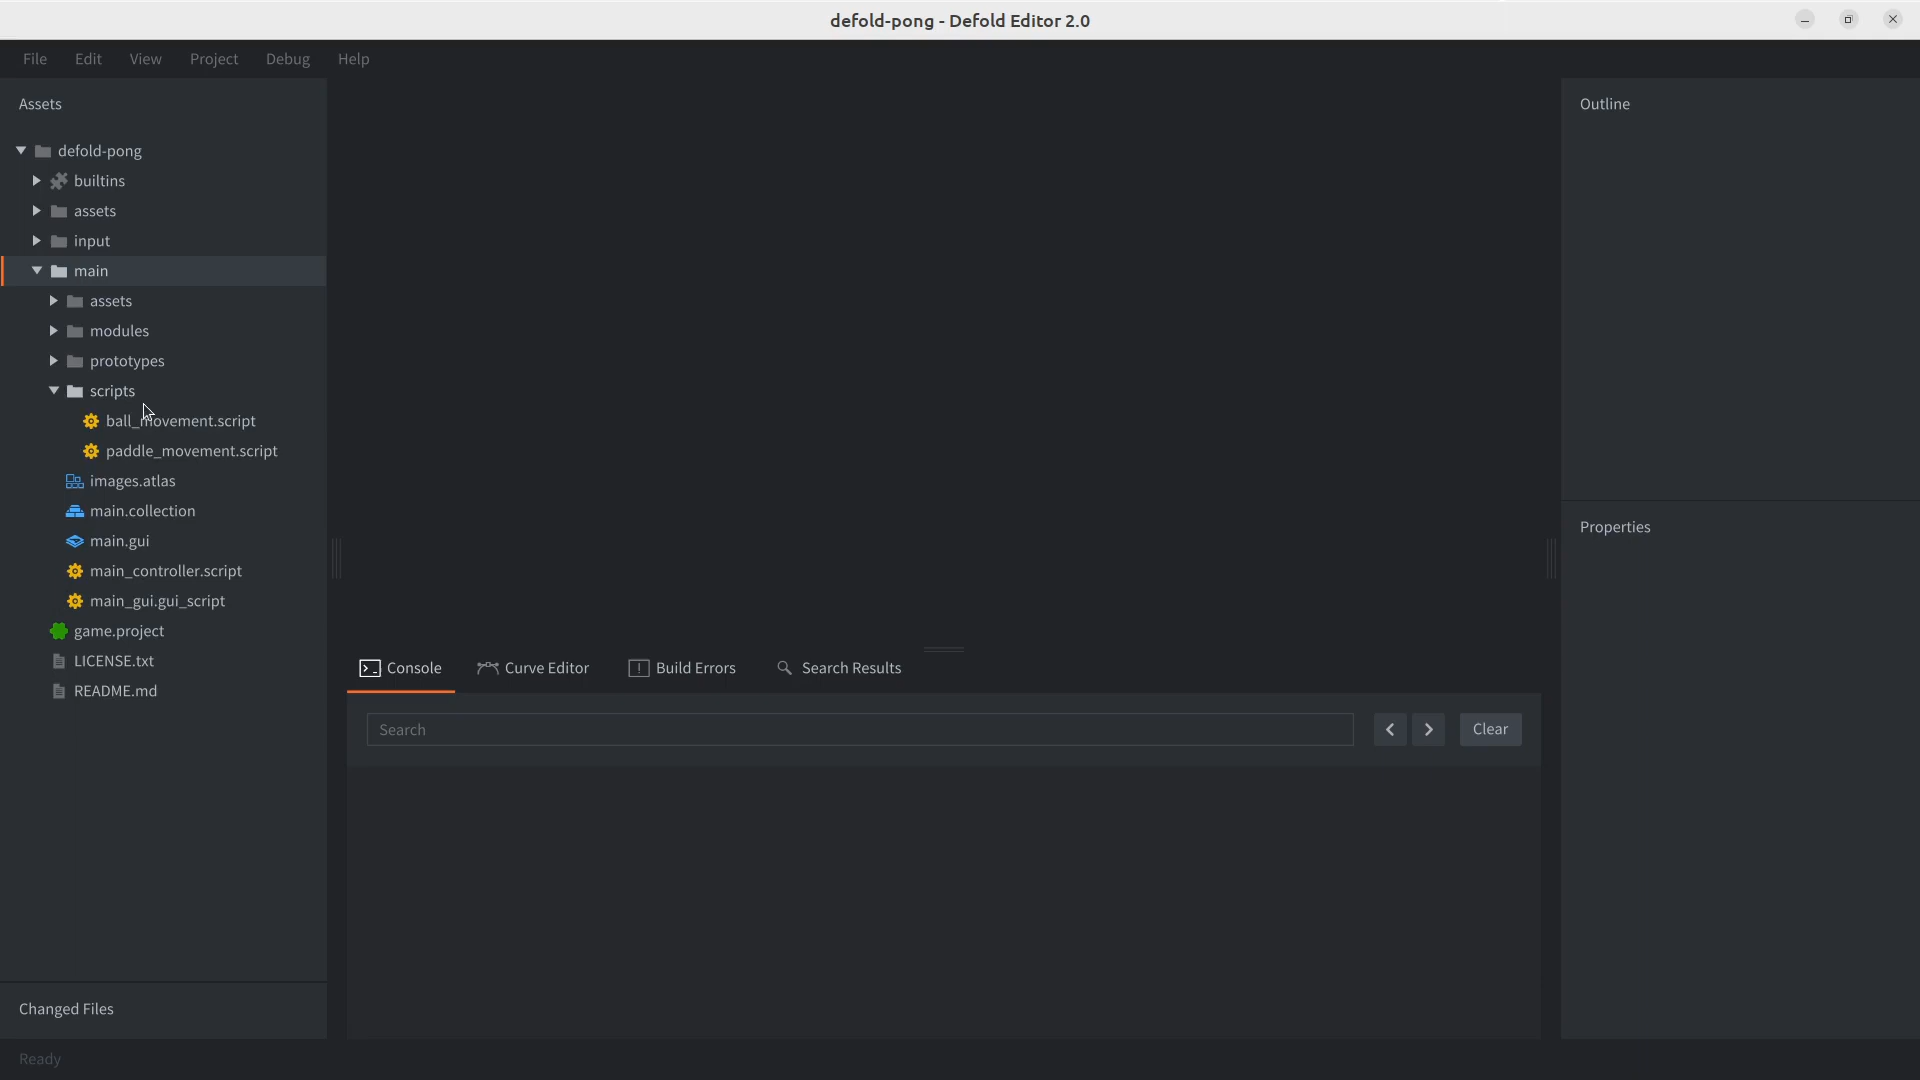 defold-pong - Defold Editor 2.0
File Edit View Project Debug Help
Assets
defold-pong
builtins
assets
input
main
assets
modules
prototypes
scripts
ball_movement.script
paddle_movement.script
images.atlas
main.collection
main.gui
main_controller.script
main_gui.gui_script
game.project
LICENSE.txt
README.md
Changed Files
Ready
Console Curve Editor Build Errors Search Results
Search
Clear
Outline
Properties